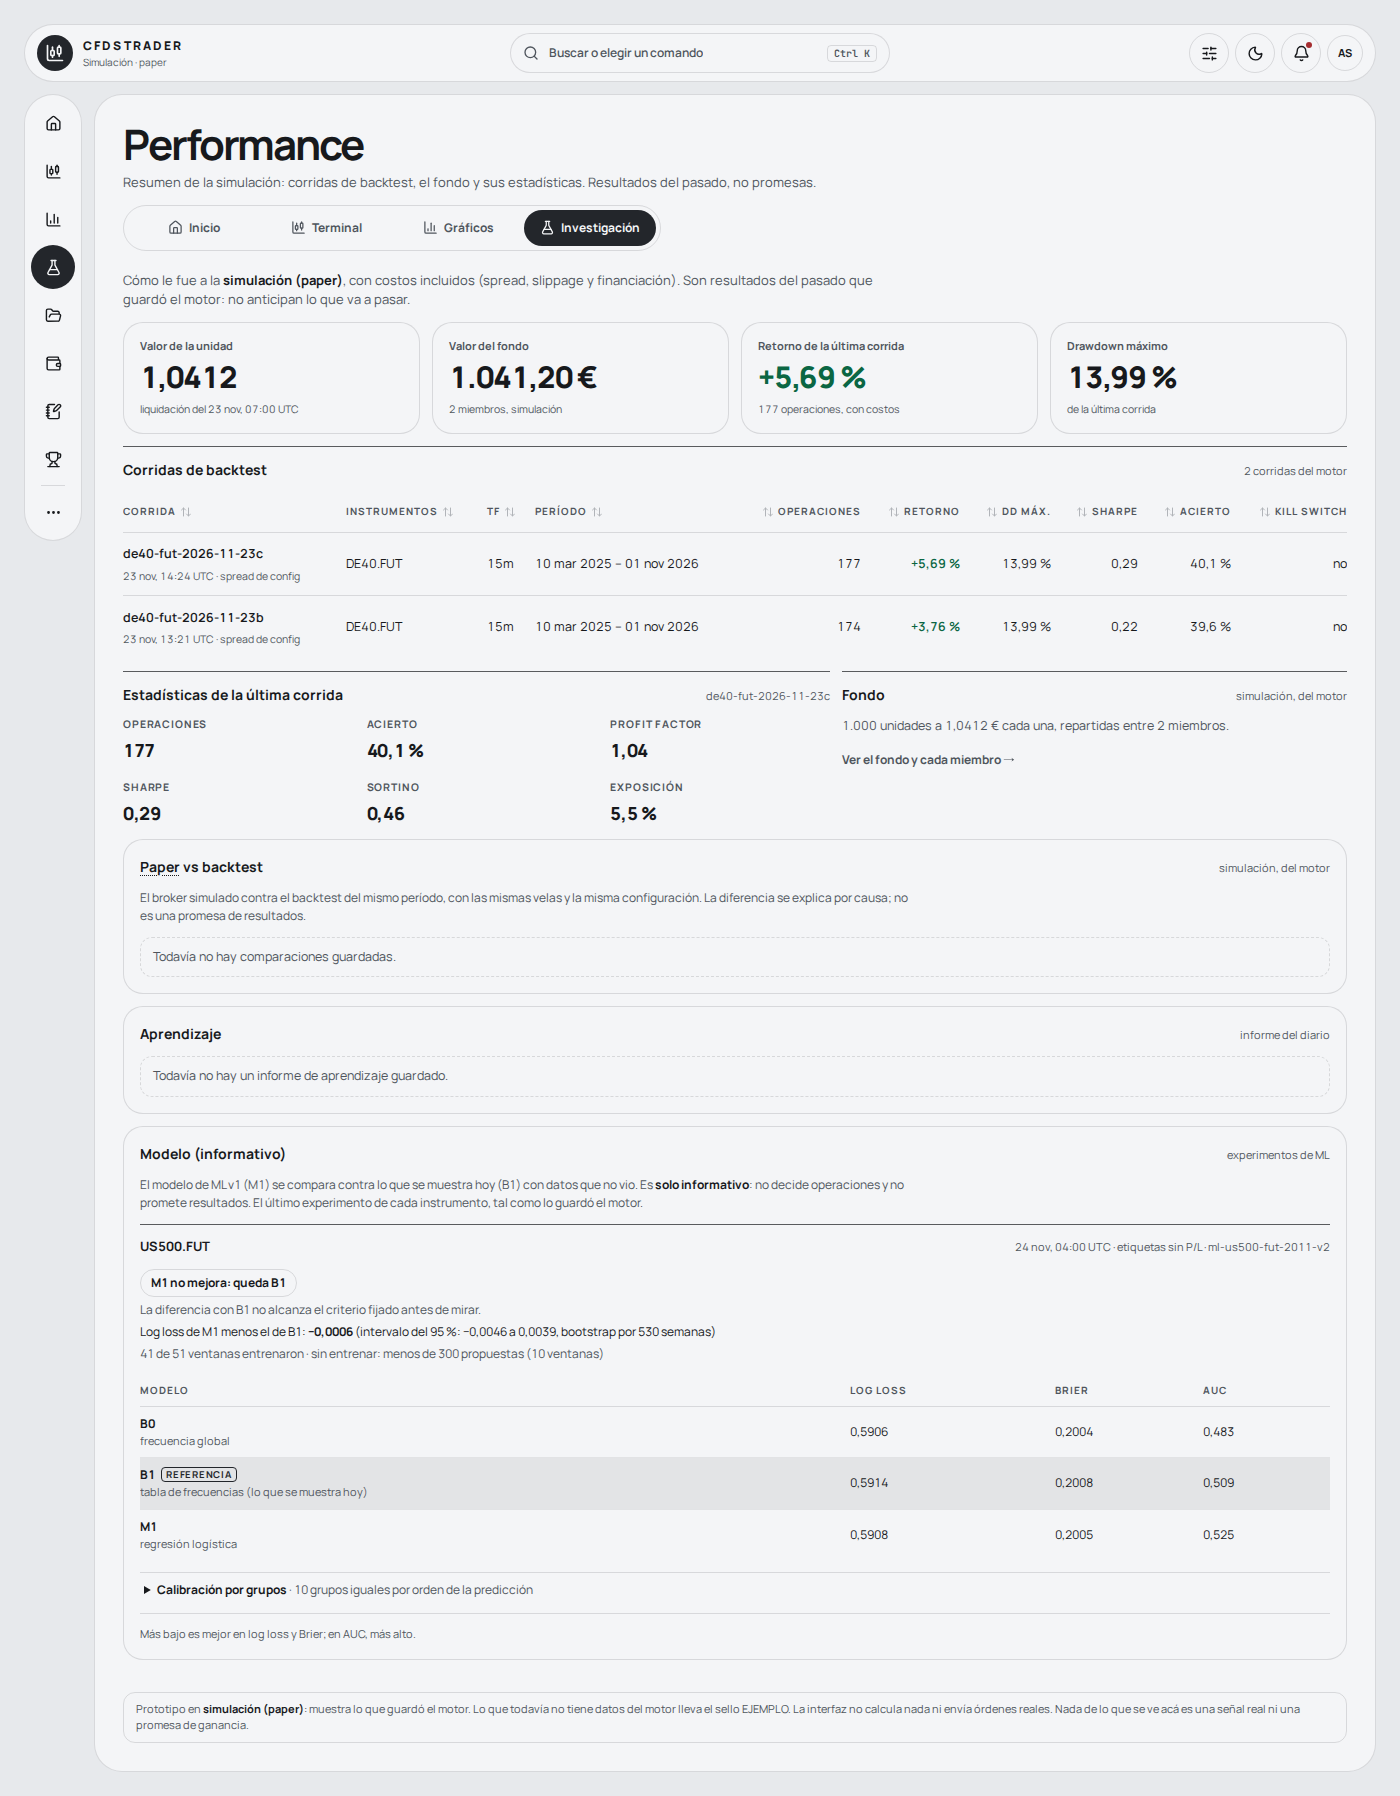 CFDSTRADER
Simulación · paper
Buscar o elegir un comando
Ctrl K
AS
Performance
Resumen de la simulación: corridas de backtest, el fondo y sus estadísticas. Resultados del pasado, no promesas.
Inicio
Terminal
Gráficos
Investigación
Cómo le fue a la simulación (paper), con costos incluidos (spread, slippage y financiación). Son resultados del pasado que
guardó el motor: no anticipan lo que va a pasar.
Valor de la unidad
1,0412
liquidación del 23 nov, 07:00 UTC
Valor del fondo
1.041,20 €
2 miembros, simulación
Retorno de la última corrida
+5,69 %
177 operaciones, con costos
Drawdown máximo
13,99 %
de la última corrida
Corridas de backtest
2 corridas del motor
CORRIDA ↑↓ INSTRUMENTOS ↑↓ TF ↑↓ PERÍODO ↑↓ ↑↓ OPERACIONES ↑↓ RETORNO ↑↓ DD MÁX. ↑↓ SHARPE ↑↓ ACIERTO ↑↓ KILL SWITCH
de40-fut-2026-11-23c
23 nov, 14:24 UTC · spread de config
DE40.FUT 15m 10 mar 2025 – 01 nov 2026 177 +5,69 % 13,99 % 0,29 40,1 % no
de40-fut-2026-11-23b
23 nov, 13:21 UTC · spread de config
DE40.FUT 15m 10 mar 2025 – 01 nov 2026 174 +3,76 % 13,99 % 0,22 39,6 % no
Estadísticas de la última corrida
de40-fut-2026-11-23c
OPERACIONES ACIERTO PROFIT FACTOR
177 40,1 % 1,04
SHARPE SORTINO EXPOSICIÓN
0,29 0,46 5,5 %
Fondo
simulación, del motor
1.000 unidades a 1,0412 € cada una, repartidas entre 2 miembros.
Ver el fondo y cada miembro →
Paper vs backtest
simulación, del motor
El broker simulado contra el backtest del mismo período, con las mismas velas y la misma configuración. La diferencia se explica por causa; no
es una promesa de resultados.
Todavía no hay comparaciones guardadas.
Aprendizaje
informe del diario
Todavía no hay un informe de aprendizaje guardado.
Modelo (informativo)
experimentos de ML
El modelo de ML v1 (M1) se compara contra lo que se muestra hoy (B1) con datos que no vio. Es solo informativo: no decide operaciones y no
promete resultados. El último experimento de cada instrumento, tal como lo guardó el motor.
US500.FUT
24 nov, 04:00 UTC · etiquetas sin P/L · ml-us500-fut-2011-v2
M1 no mejora: queda B1
La diferencia con B1 no alcanza el criterio fijado antes de mirar.
Log loss de M1 menos el de B1: −0,0006 (intervalo del 95 %: −0,0046 a 0,0039, bootstrap por 530 semanas)
41 de 51 ventanas entrenaron · sin entrenar: menos de 300 propuestas (10 ventanas)
MODELO LOG LOSS BRIER AUC
B0
frecuencia global
0,5906 0,2004 0,483
B1 REFERENCIA
tabla de frecuencias (lo que se muestra hoy)
0,5914 0,2008 0,509
M1
regresión logística
0,5908 0,2005 0,525
Calibración por grupos · 10 grupos iguales por orden de la predicción
Más bajo es mejor en log loss y Brier; en AUC, más alto.
Prototipo en simulación (paper): muestra lo que guardó el motor. Lo que todavía no tiene datos del motor lleva el sello EJEMPLO. La interfaz no calcula nada ni envía órdenes reales. Nada de lo que se ve acá es una señal real ni una
promesa de ganancia.